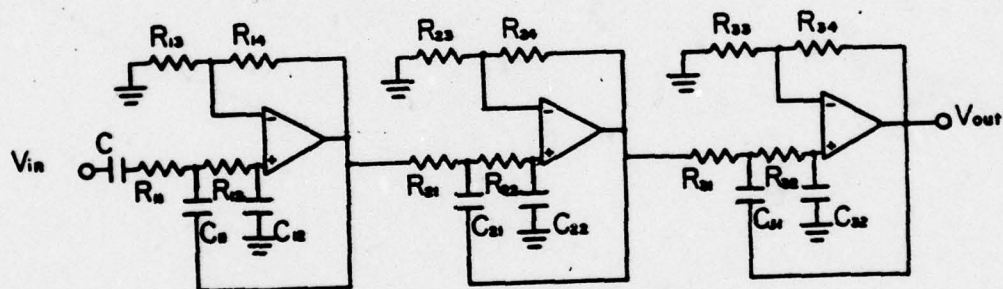 R13 R14 R23 R24 R33 R34
Vin C Vout
R11 R12 R21 R22 R31 R32
C11 C12 C21 C22 C31 C32